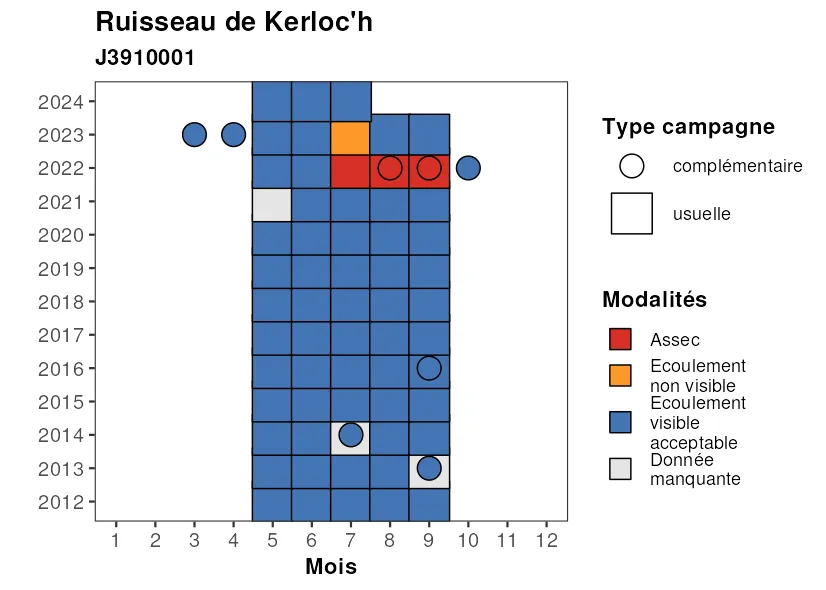 Ruisseau de Kerloc'h
J3910001
2024
2023
2022
2021
2020
2019
2018
2017
2016
2015
2014
2013
2012
1 2 3 4 5 6 7 8 9 10 11 12
Mois
Type campagne
complémentaire
usuelle
Modalités
Assec
Ecoulement
non visible
Ecoulement
visible
acceptable
Donnée
manquante